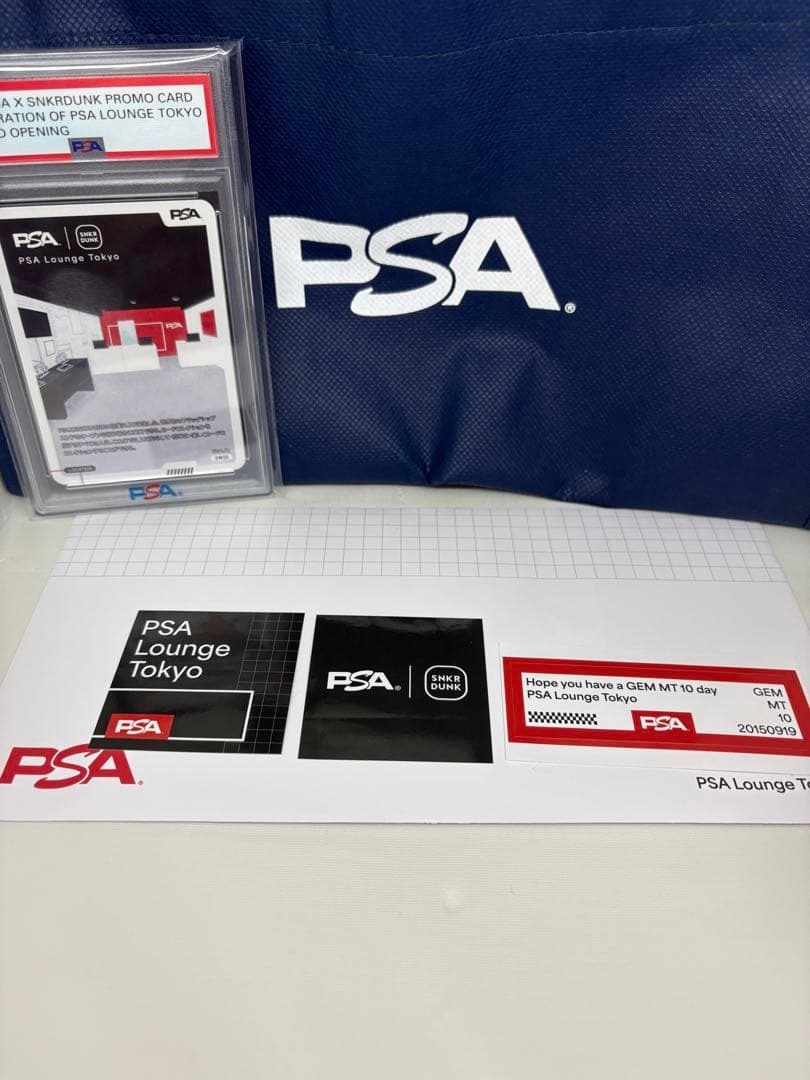 A X SNKRDUNK PROMO CARD
RATION OF PSA LOUNGE TOKYO
D OPENING
PSA
PSA
PSA | SNKR DUNK
PSA Lounge Tokyo
PSA
PSA
PSA®
PSA
Lounge
Tokyo
PSA
PSA® | SNKR DUNK
Hope you have a GEM MT 10 day
PSA Lounge Tokyo
PSA
GEM
MT
10
20150919
PSA®
PSA Lounge To